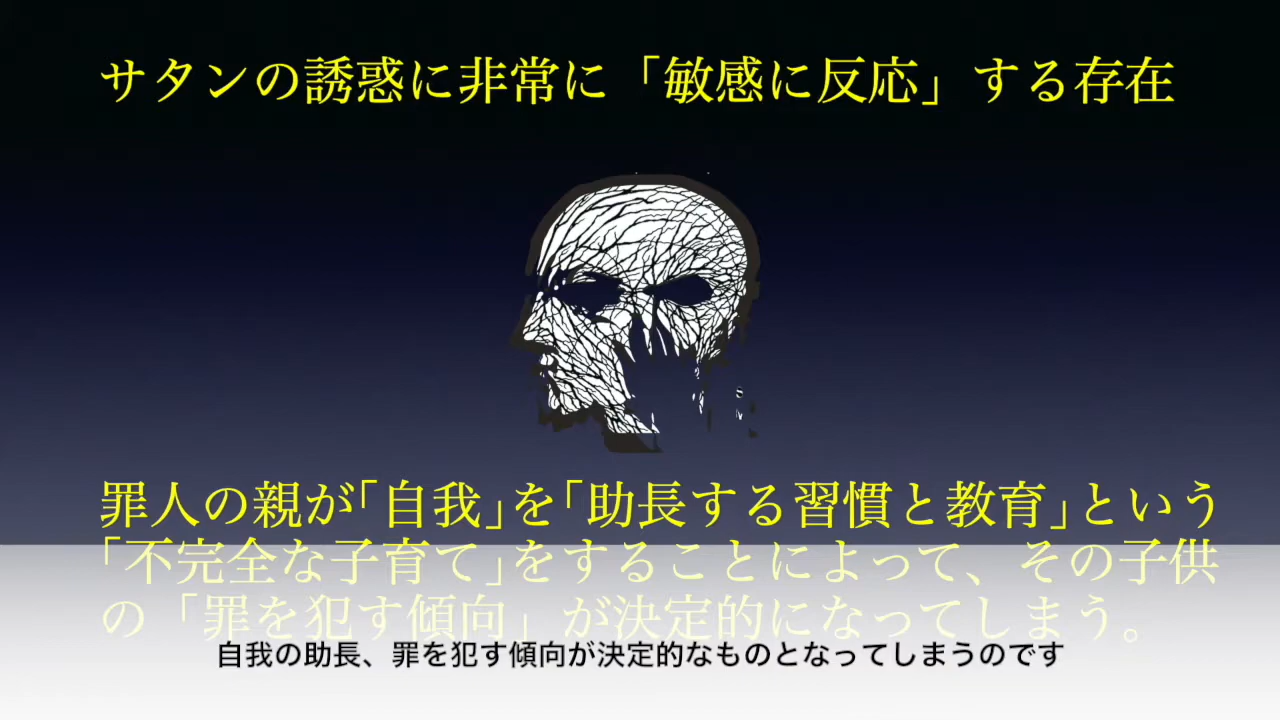 サタンの誘惑に非常に「敏感に反応」する存在
罪人の親が「自我」を「助長する習慣と教育」という
「不完全な子育て」をすることによって、その子供
の「罪を犯す傾向」が決定的になってしまう。
自我の助長、罪を犯す傾向が決定的なものとなってしまうのです